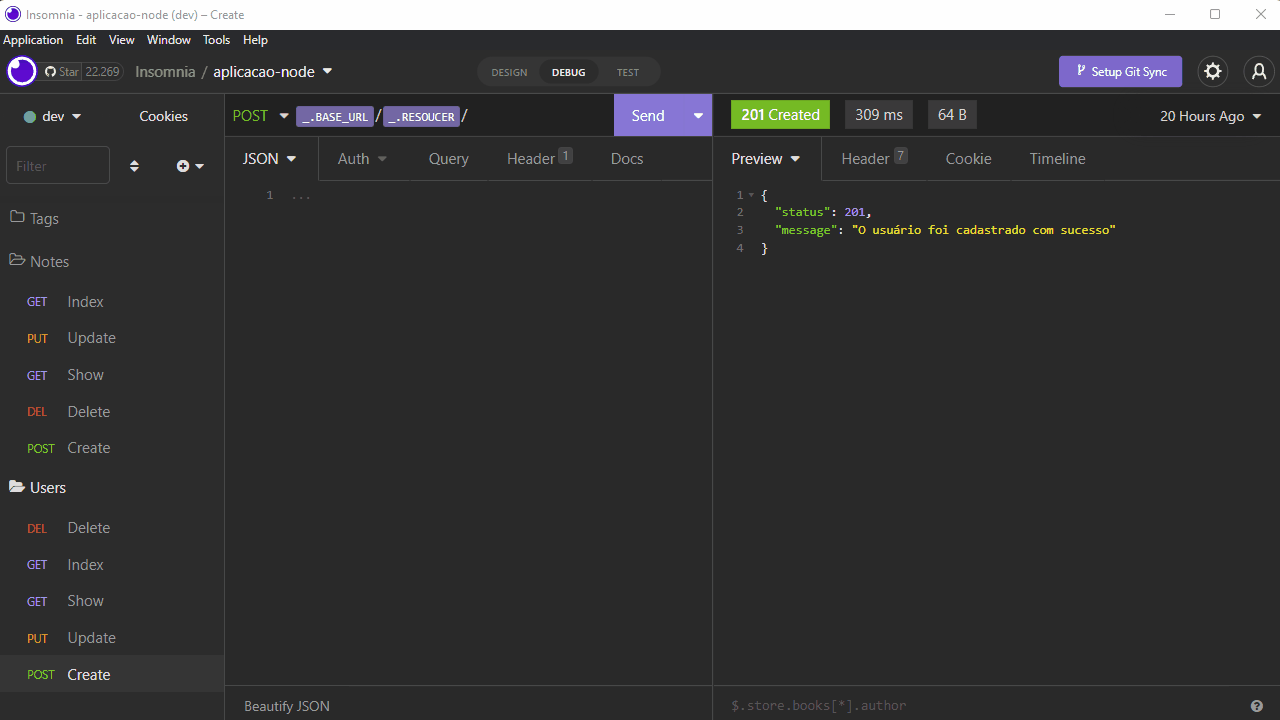 Insomnia - aplicacao-node (dev) – Create
Application Edit View Window Tools Help
Star 22.269 Insomnia / aplicacao-node DESIGN DEBUG TEST Setup Git Sync
dev Cookies
POST _.BASE_URL/_.RESOUCER/ Send
201 Created 309 ms 64 B 20 Hours Ago
Filter
JSON Auth Query Header 1 Docs
Preview Header 7 Cookie Timeline
1 ...
1 {
2 "status": 201,
3 "message": "O usuário foi cadastrado com sucesso"
4 }
Tags
Notes
GET Index
PUT Update
GET Show
DEL Delete
POST Create
Users
DEL Delete
GET Index
GET Show
PUT Update
POST Create
Beautify JSON
$.store.books[*].author
?